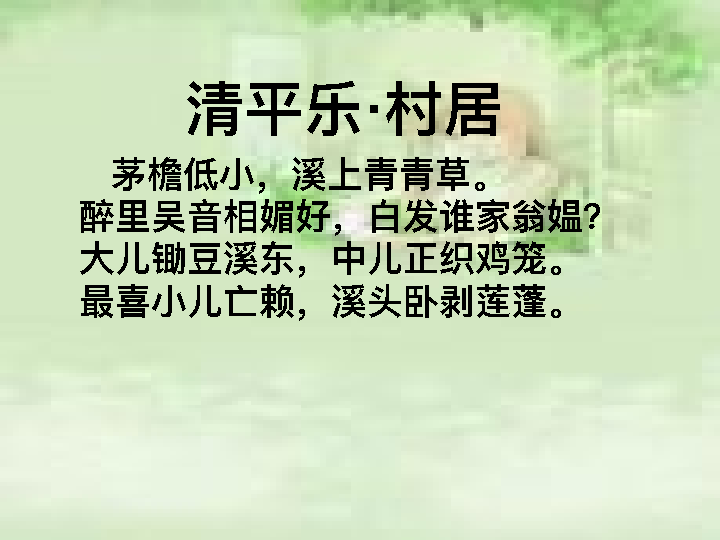 清平乐·村居
茅檐低小，溪上青青草。
醉里吴音相媚好，白发谁家翁媪？
大儿锄豆溪东，中儿正织鸡笼。
最喜小儿亡赖，溪头卧剥莲蓬。